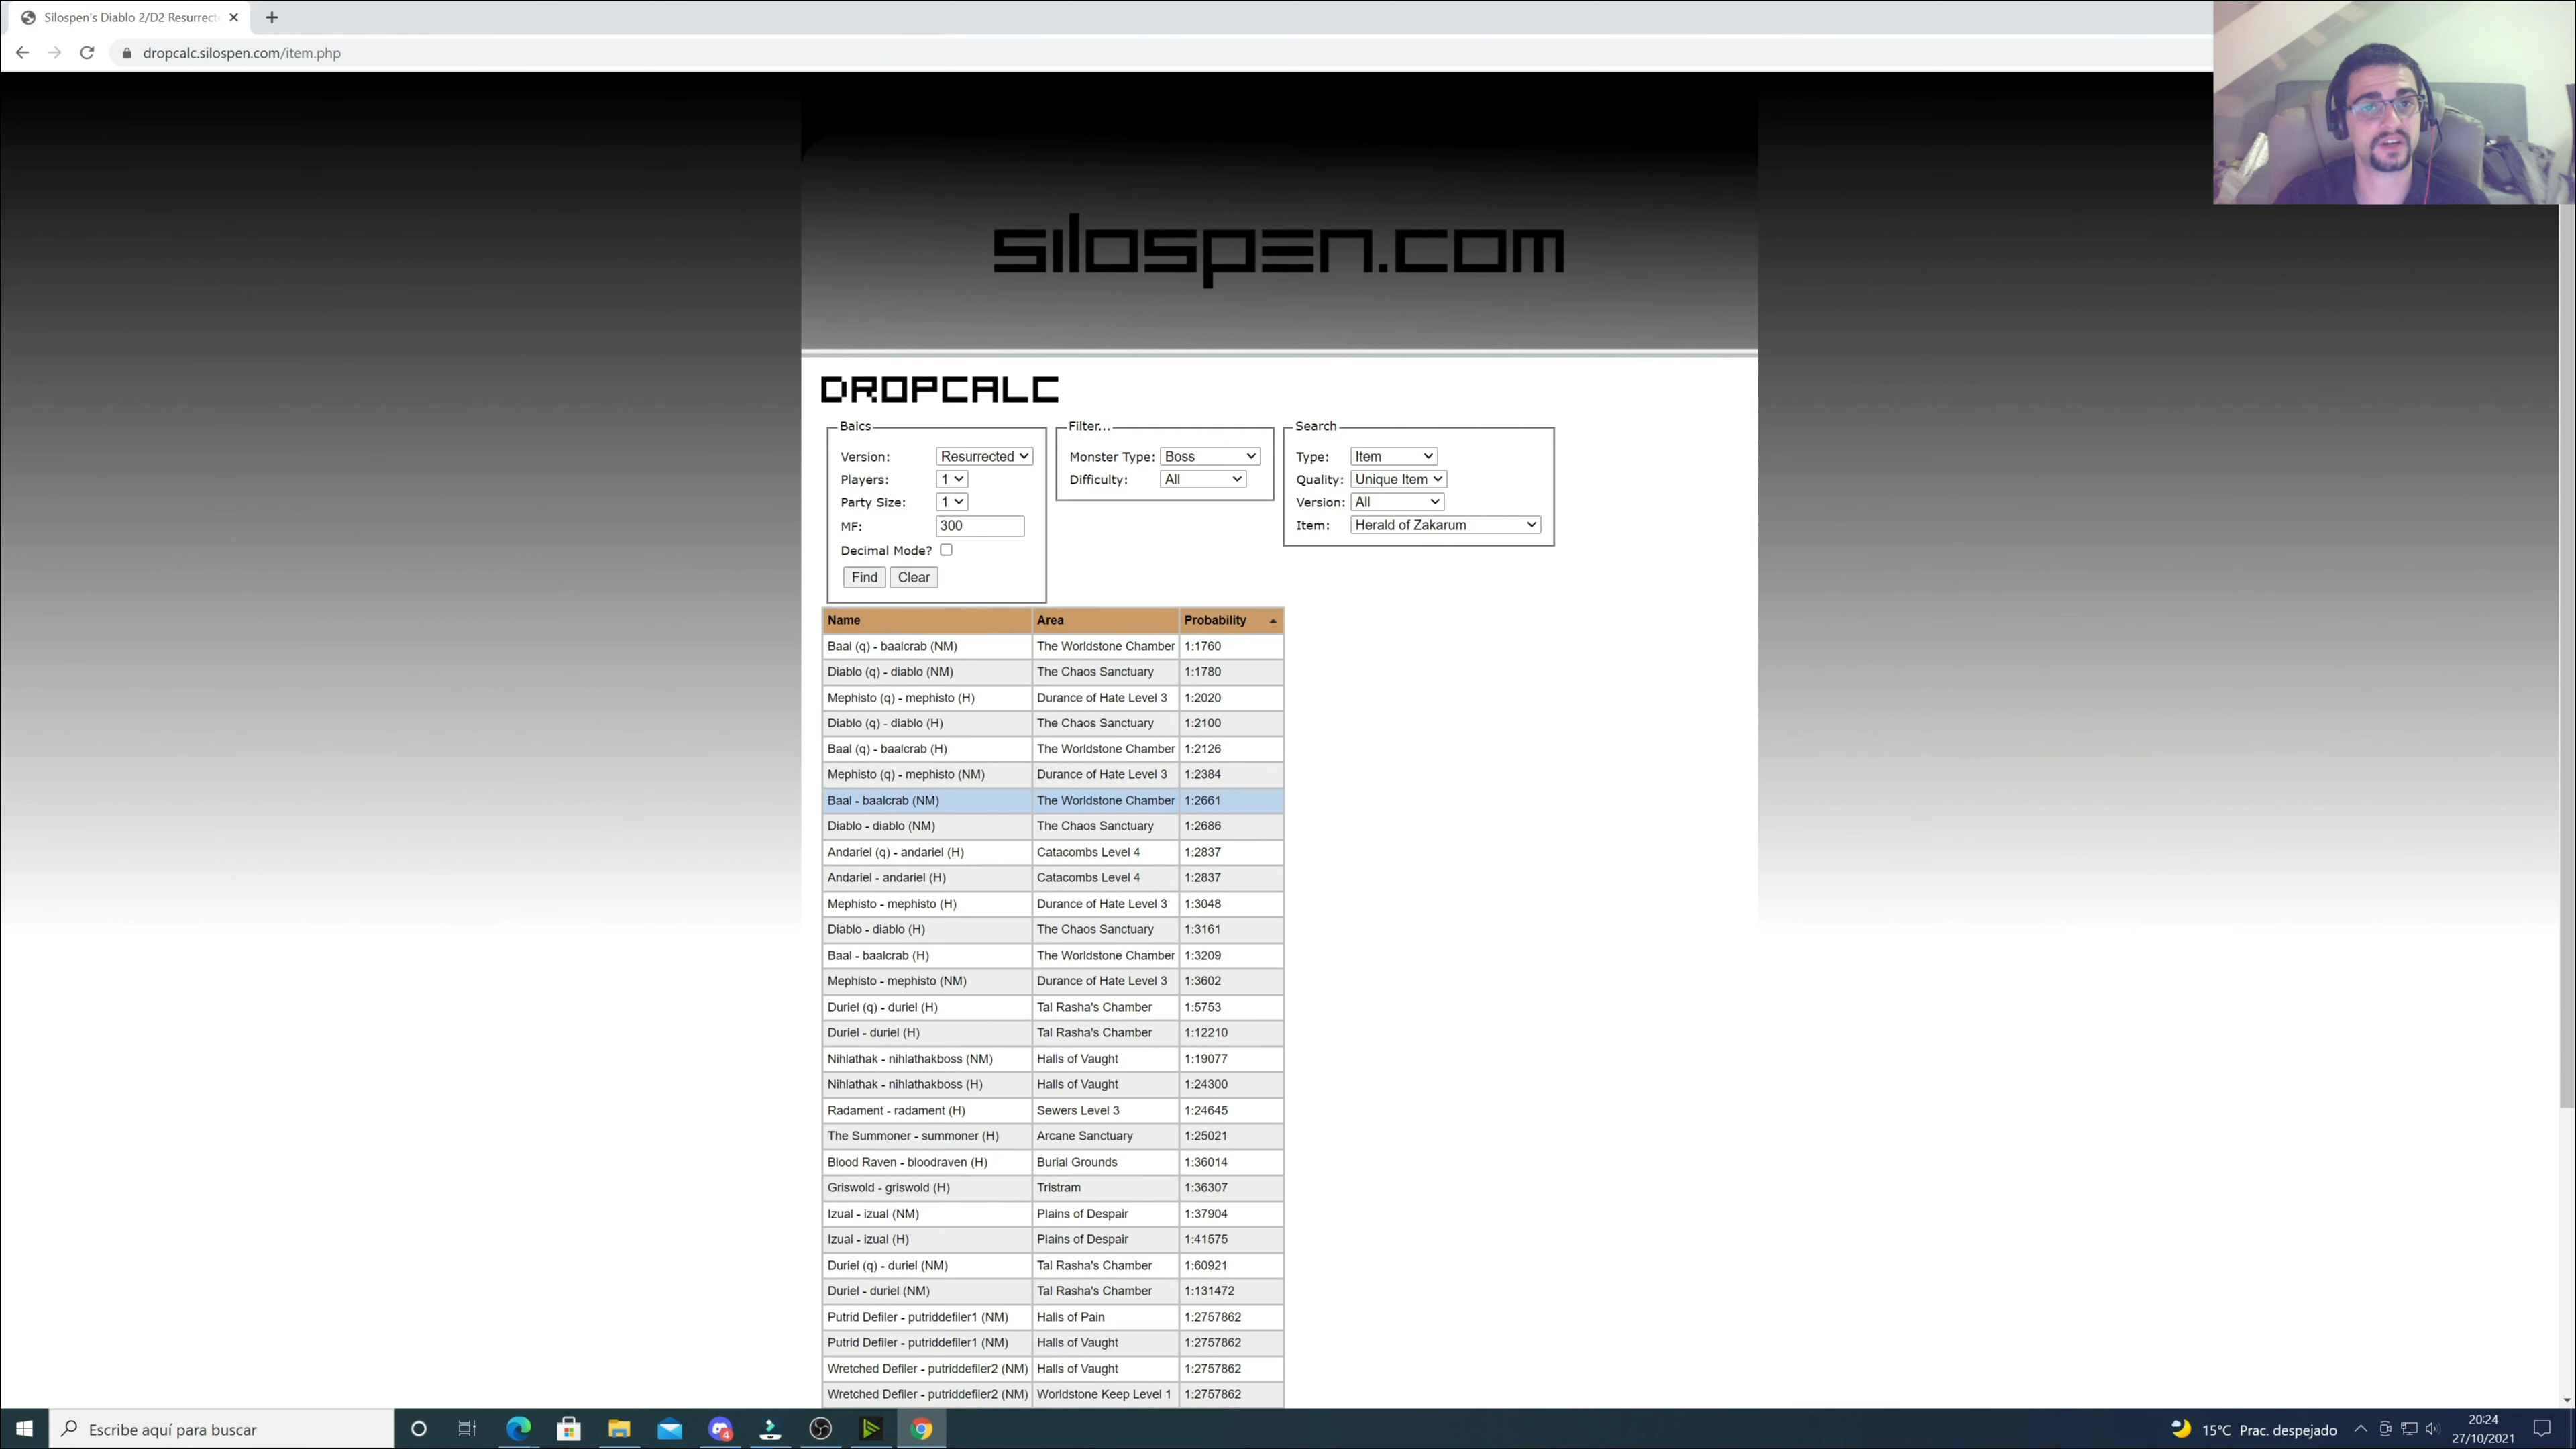 Silospen's Diablo 2/D2 Resurrect
dropcalc.silospen.com/item.php
silospen.com
DROPCALC
Baics
Version: Resurrected
Players: 1
Party Size: 1
MF: 300
Decimal Mode?
Find Clear
Filter...
Monster Type: Boss
Difficulty: All
Search
Type: Item
Quality: Unique Item
Version: All
Item: Herald of Zakarum
Name Area Probability
Baal (q) - baalcrab (NM) The Worldstone Chamber 1:1760
Diablo (q) - diablo (NM) The Chaos Sanctuary 1:1780
Mephisto (q) - mephisto (H) Durance of Hate Level 3 1:2020
Diablo (q) - diablo (H) The Chaos Sanctuary 1:2100
Baal (q) - baalcrab (H) The Worldstone Chamber 1:2126
Mephisto (q) - mephisto (NM) Durance of Hate Level 3 1:2384
Baal - baalcrab (NM) The Worldstone Chamber 1:2661
Diablo - diablo (NM) The Chaos Sanctuary 1:2686
Andariel (q) - andariel (H) Catacombs Level 4 1:2837
Andariel - andariel (H) Catacombs Level 4 1:2837
Mephisto - mephisto (H) Durance of Hate Level 3 1:3048
Diablo - diablo (H) The Chaos Sanctuary 1:3161
Baal - baalcrab (H) The Worldstone Chamber 1:3209
Mephisto - mephisto (NM) Durance of Hate Level 3 1:3602
Duriel (q) - duriel (H) Tal Rasha's Chamber 1:5753
Duriel - duriel (H) Tal Rasha's Chamber 1:12210
Nihlathak - nihlathakboss (NM) Halls of Vaught 1:19077
Nihlathak - nihlathakboss (H) Halls of Vaught 1:24300
Radament - radament (H) Sewers Level 3 1:24645
The Summoner - summoner (H) Arcane Sanctuary 1:25021
Blood Raven - bloodraven (H) Burial Grounds 1:36014
Griswold - griswold (H) Tristram 1:36307
Izual - izual (NM) Plains of Despair 1:37904
Izual - izual (H) Plains of Despair 1:41575
Duriel (q) - duriel (NM) Tal Rasha's Chamber 1:60921
Duriel - duriel (NM) Tal Rasha's Chamber 1:131472
Putrid Defiler - putriddefiler1 (NM) Halls of Pain 1:2757862
Putrid Defiler - putriddefiler1 (NM) Halls of Vaught 1:2757862
Wretched Defiler - putriddefiler2 (NM) Halls of Vaught 1:2757862
Wretched Defiler - putriddefiler2 (NM) Worldstone Keep Level 1 1:2757862
Escribe aquí para buscar
4
15°C Prac. despejado
20:24
27/10/2021